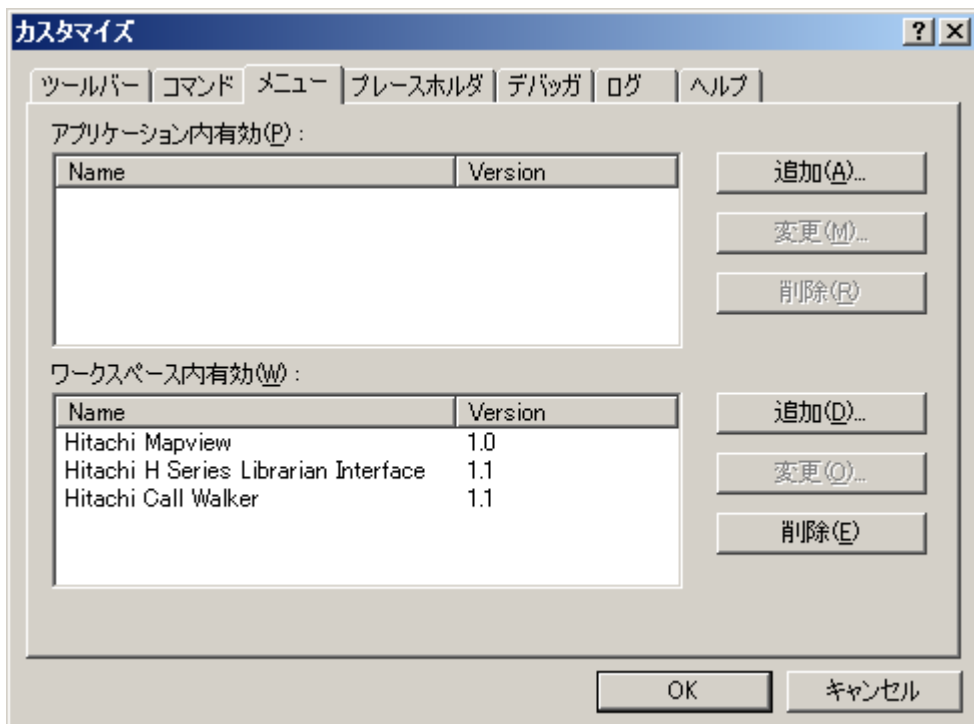 カスタマイズ
ツールバー コマンド メニュー プレースホルダ デバッガ ログ ヘルプ
アプリケーション内有効(P) :
Name Version
追加(A)...
変更(M)...
削除(R)
ワークスペース内有効(W) :
Name Version
Hitachi Mapview 1.0
Hitachi H Series Librarian Interface 1.1
Hitachi Call Walker 1.1
追加(D)...
変更(O)...
削除(E)
OK キャンセル